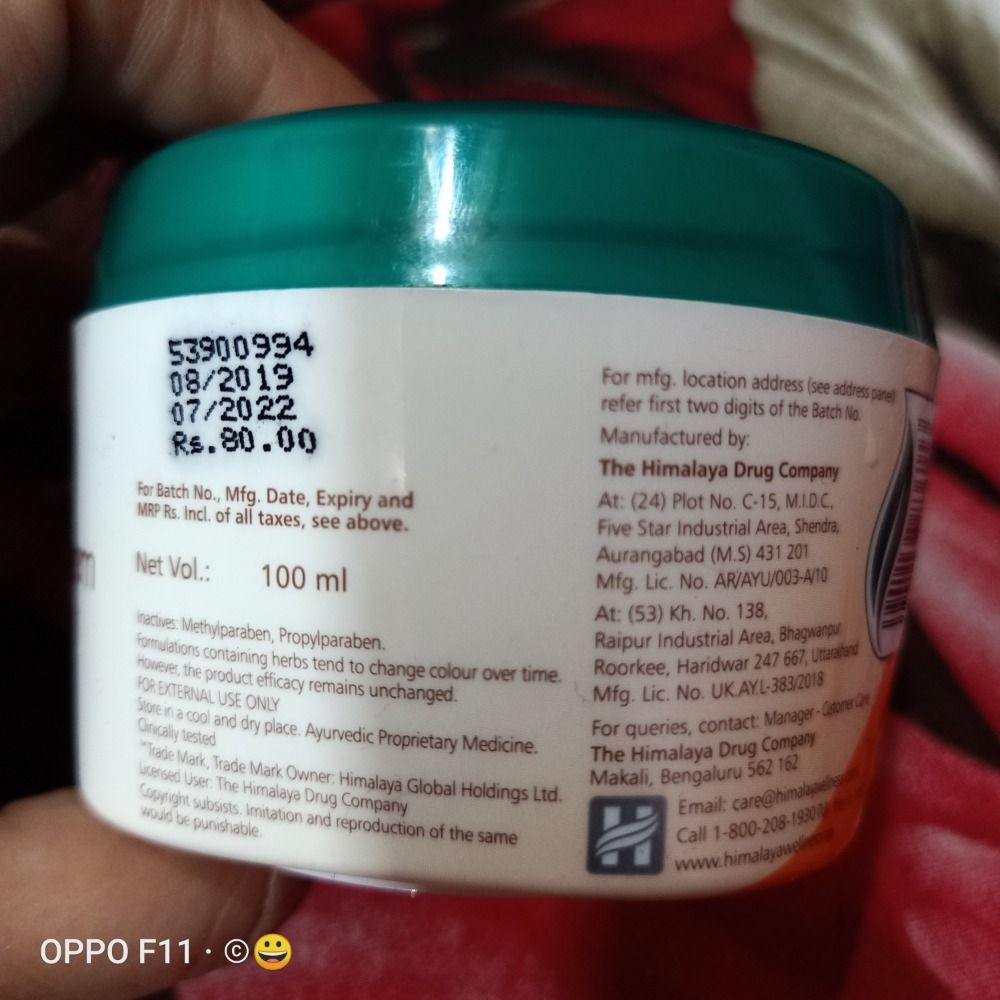 53900994
08/2019
07/2022
Rs.80.00
For Batch No., Mfg. Date, Expiry and
MRP Rs. Incl. of all taxes, see above.
Net Vol.: 100 ml
Inactives: Methylparaben, Propylparaben.
Formulations containing herbs tend to change colour over time.
However, the product efficacy remains unchanged.
FOR EXTERNAL USE ONLY
Store in a cool and dry place. Ayurvedic Proprietary Medicine.
Clinically tested
™Trade Mark, Trade Mark Owner: Himalaya Global Holdings Ltd.
Licensed User: The Himalaya Drug Company
Copyright subsists. Imitation and reproduction of the same
would be punishable.
For mfg. location address (see address panel)
refer first two digits of the Batch No.
Manufactured by:
The Himalaya Drug Company
At: (24) Plot No. C-15, M.I.D.C,
Five Star Industrial Area, Shendra,
Aurangabad (M.S) 431 201
Mfg. Lic. No. AR/AYU/003-A/10
At: (53) Kh. No. 138,
Raipur Industrial Area, Bhagwanpur
Roorkee, Haridwar 247 667, Uttarakhand
Mfg. Lic. No. UK.AY.L-383/2018
For queries, contact: Manager - Customer Care
The Himalaya Drug Company
Makali, Bengaluru 562 162
Email: care@himalayawellness
Call 1-800-208-1930
www.himalayawellness
OPPO F11 · ©😀